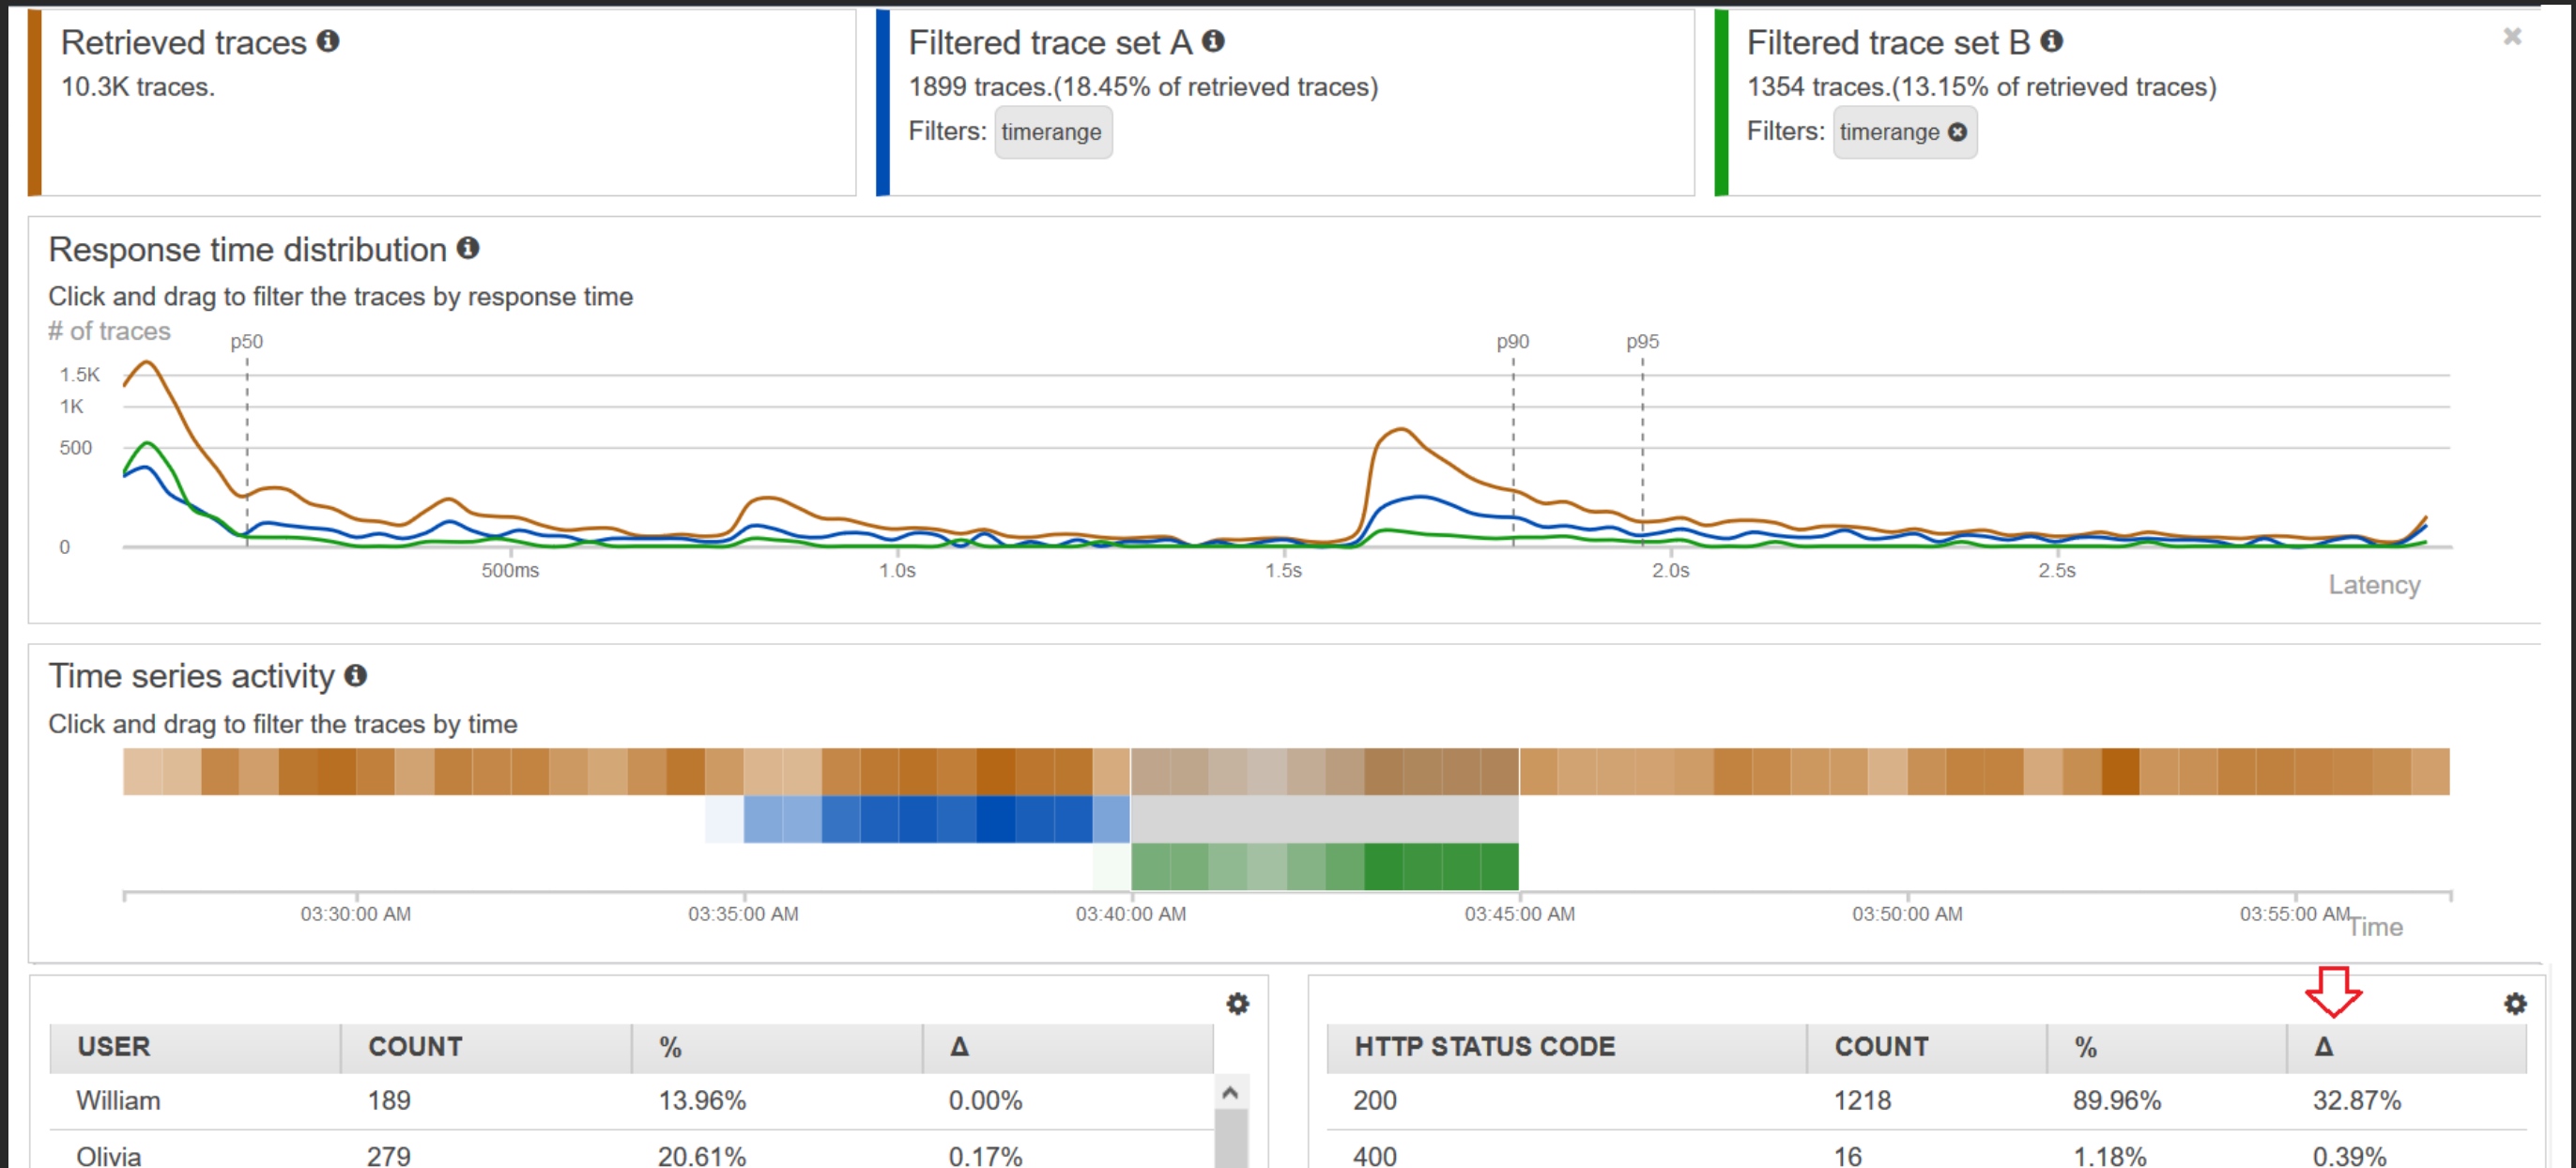 Retrieved traces
10.3K traces.
Filtered trace set A
1899 traces.(18.45% of retrieved traces)
Filters: timerange
Filtered trace set B
1354 traces.(13.15% of retrieved traces)
Filters: timerange
Response time distribution
Click and drag to filter the traces by response time
# of traces
p50 p90 p95
1.5K
1K
500
0
500ms 1.0s 1.5s 2.0s 2.5s
Latency
Time series activity
Click and drag to filter the traces by time
03:30:00 AM 03:35:00 AM 03:40:00 AM 03:45:00 AM 03:50:00 AM 03:55:00 AM
Time
USER COUNT % Δ
William 189 13.96% 0.00%
Olivia 279 20.61% 0.17%
HTTP STATUS CODE COUNT % Δ
200 1218 89.96% 32.87%
400 16 1.18% 0.39%